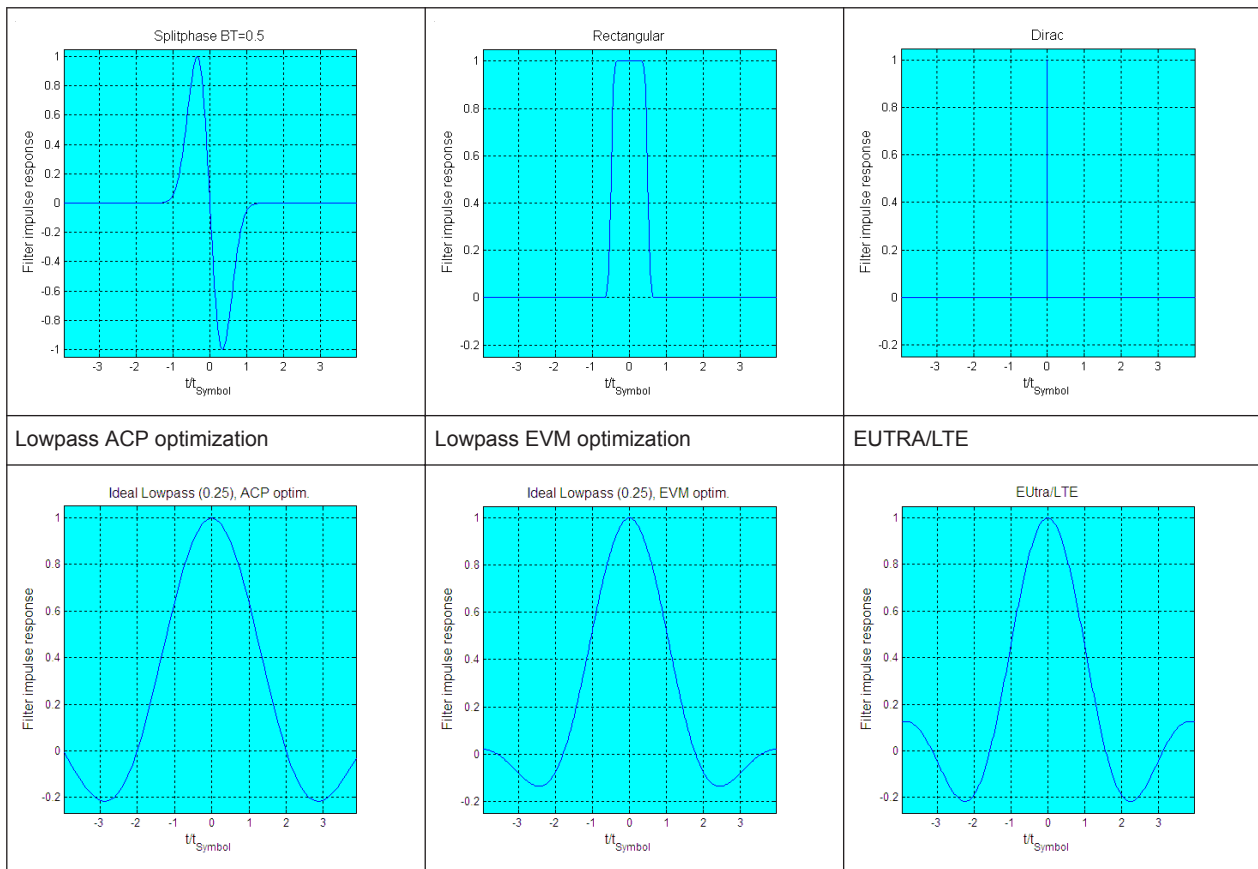 Splitphase BT=0.5
Filter impulse response
1
0.8
0.6
0.4
0.2
0
-0.2
-0.4
-0.6
-0.8
-1
-3 -2 -1 0 1 2 3
t/tSymbol
Rectangular
Filter impulse response
1
0.8
0.6
0.4
0.2
0
-0.2
-3 -2 -1 0 1 2 3
t/tSymbol
Dirac
Filter impulse response
1
0.8
0.6
0.4
0.2
0
-0.2
-3 -2 -1 0 1 2 3
t/tSymbol
Lowpass ACP optimization
Lowpass EVM optimization
EUTRA/LTE
Ideal Lowpass (0.25), ACP optim.
Filter impulse response
1
0.8
0.6
0.4
0.2
0
-0.2
-3 -2 -1 0 1 2 3
t/tSymbol
Ideal Lowpass (0.25), EVM optim.
Filter impulse response
1
0.8
0.6
0.4
0.2
0
-0.2
-3 -2 -1 0 1 2 3
t/tSymbol
EUtra/LTE
Filter impulse response
1
0.8
0.6
0.4
0.2
0
-0.2
-3 -2 -1 0 1 2 3
t/tSymbol